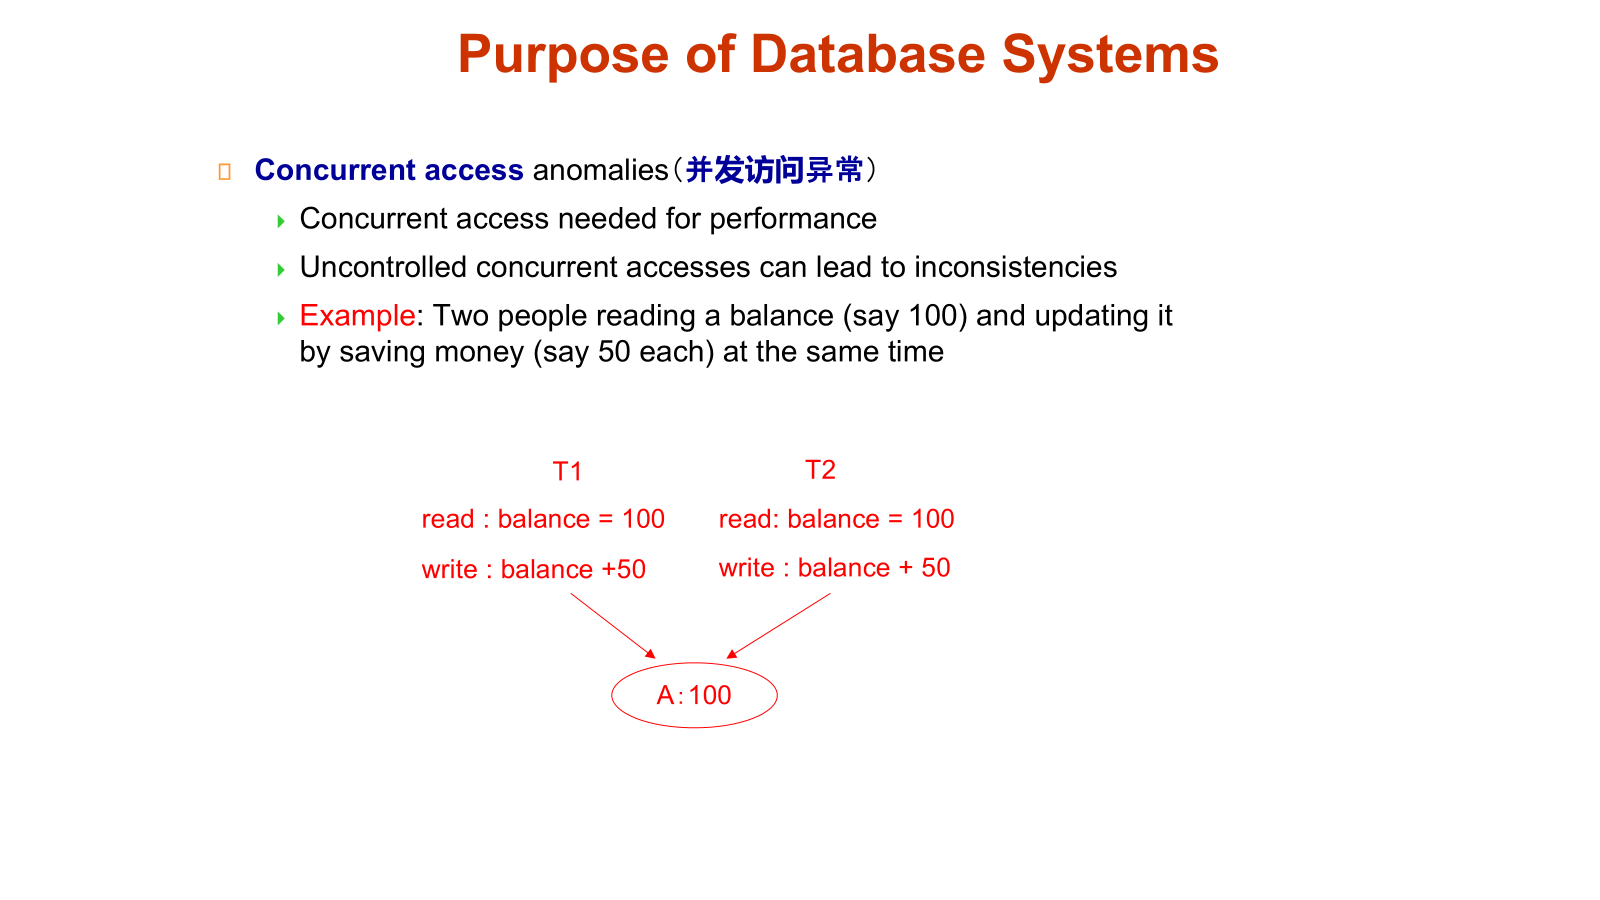 Purpose of Database Systems
Concurrent access anomalies（并发访问异常）
Concurrent access needed for performance
Uncontrolled concurrent accesses can lead to inconsistencies
Example: Two people reading a balance (say 100) and updating it
by saving money (say 50 each) at the same time
T1
T2
read : balance = 100
read: balance = 100
write : balance +50
write : balance + 50
A：100